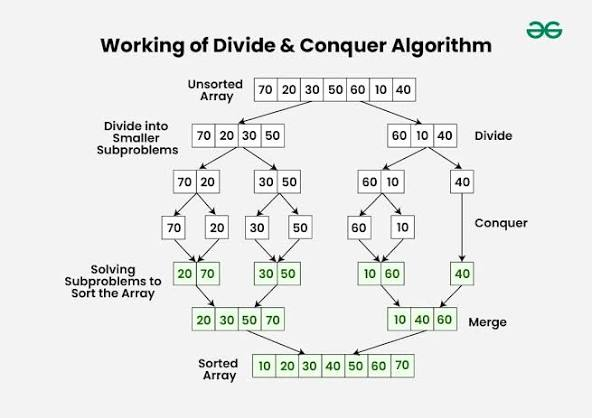 Working of Divide & Conquer Algorithm
Unsorted
Array
70 20 30 50 60 10 40
Divide into
Smaller
Subproblems
70 20 30 50
60 10 40
Divide
70 20
30 50
60 10
40
70
20
30
50
60
10
Conquer
Solving
Subproblems to
Sort the Array
20 70
30 50
10 60
40
20 30 50 70
10 40 60
Merge
Sorted
Array
10 20 30 40 50 60 70